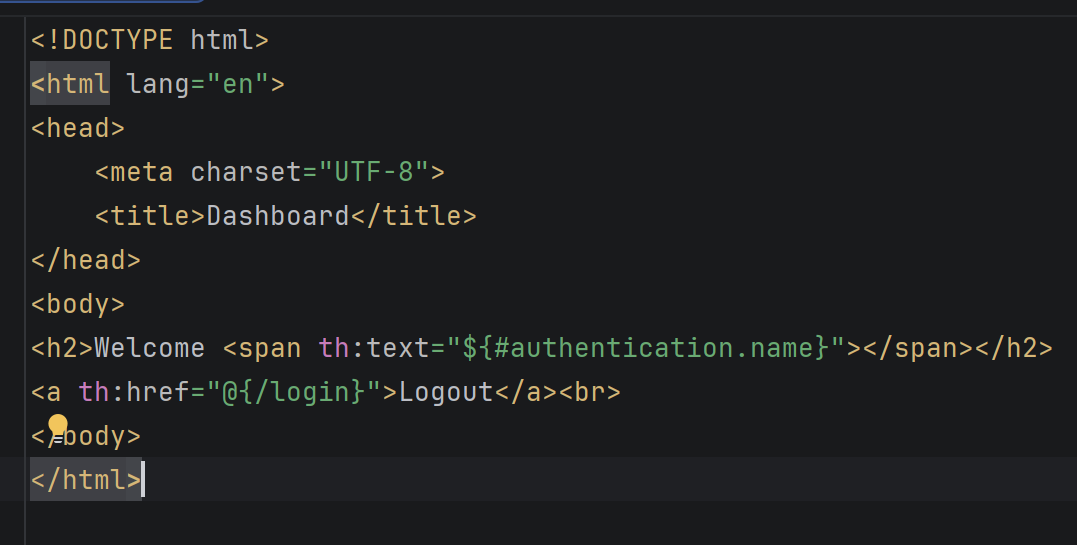 <!DOCTYPE html>
<html lang="en">
<head>
    <meta charset="UTF-8">
    <title>Dashboard</title>
</head>
<body>
<h2>Welcome <span th:text="${#authentication.name}"></span></h2>
<a th:href="@{/login}">Logout</a><br>
</body>
</html>